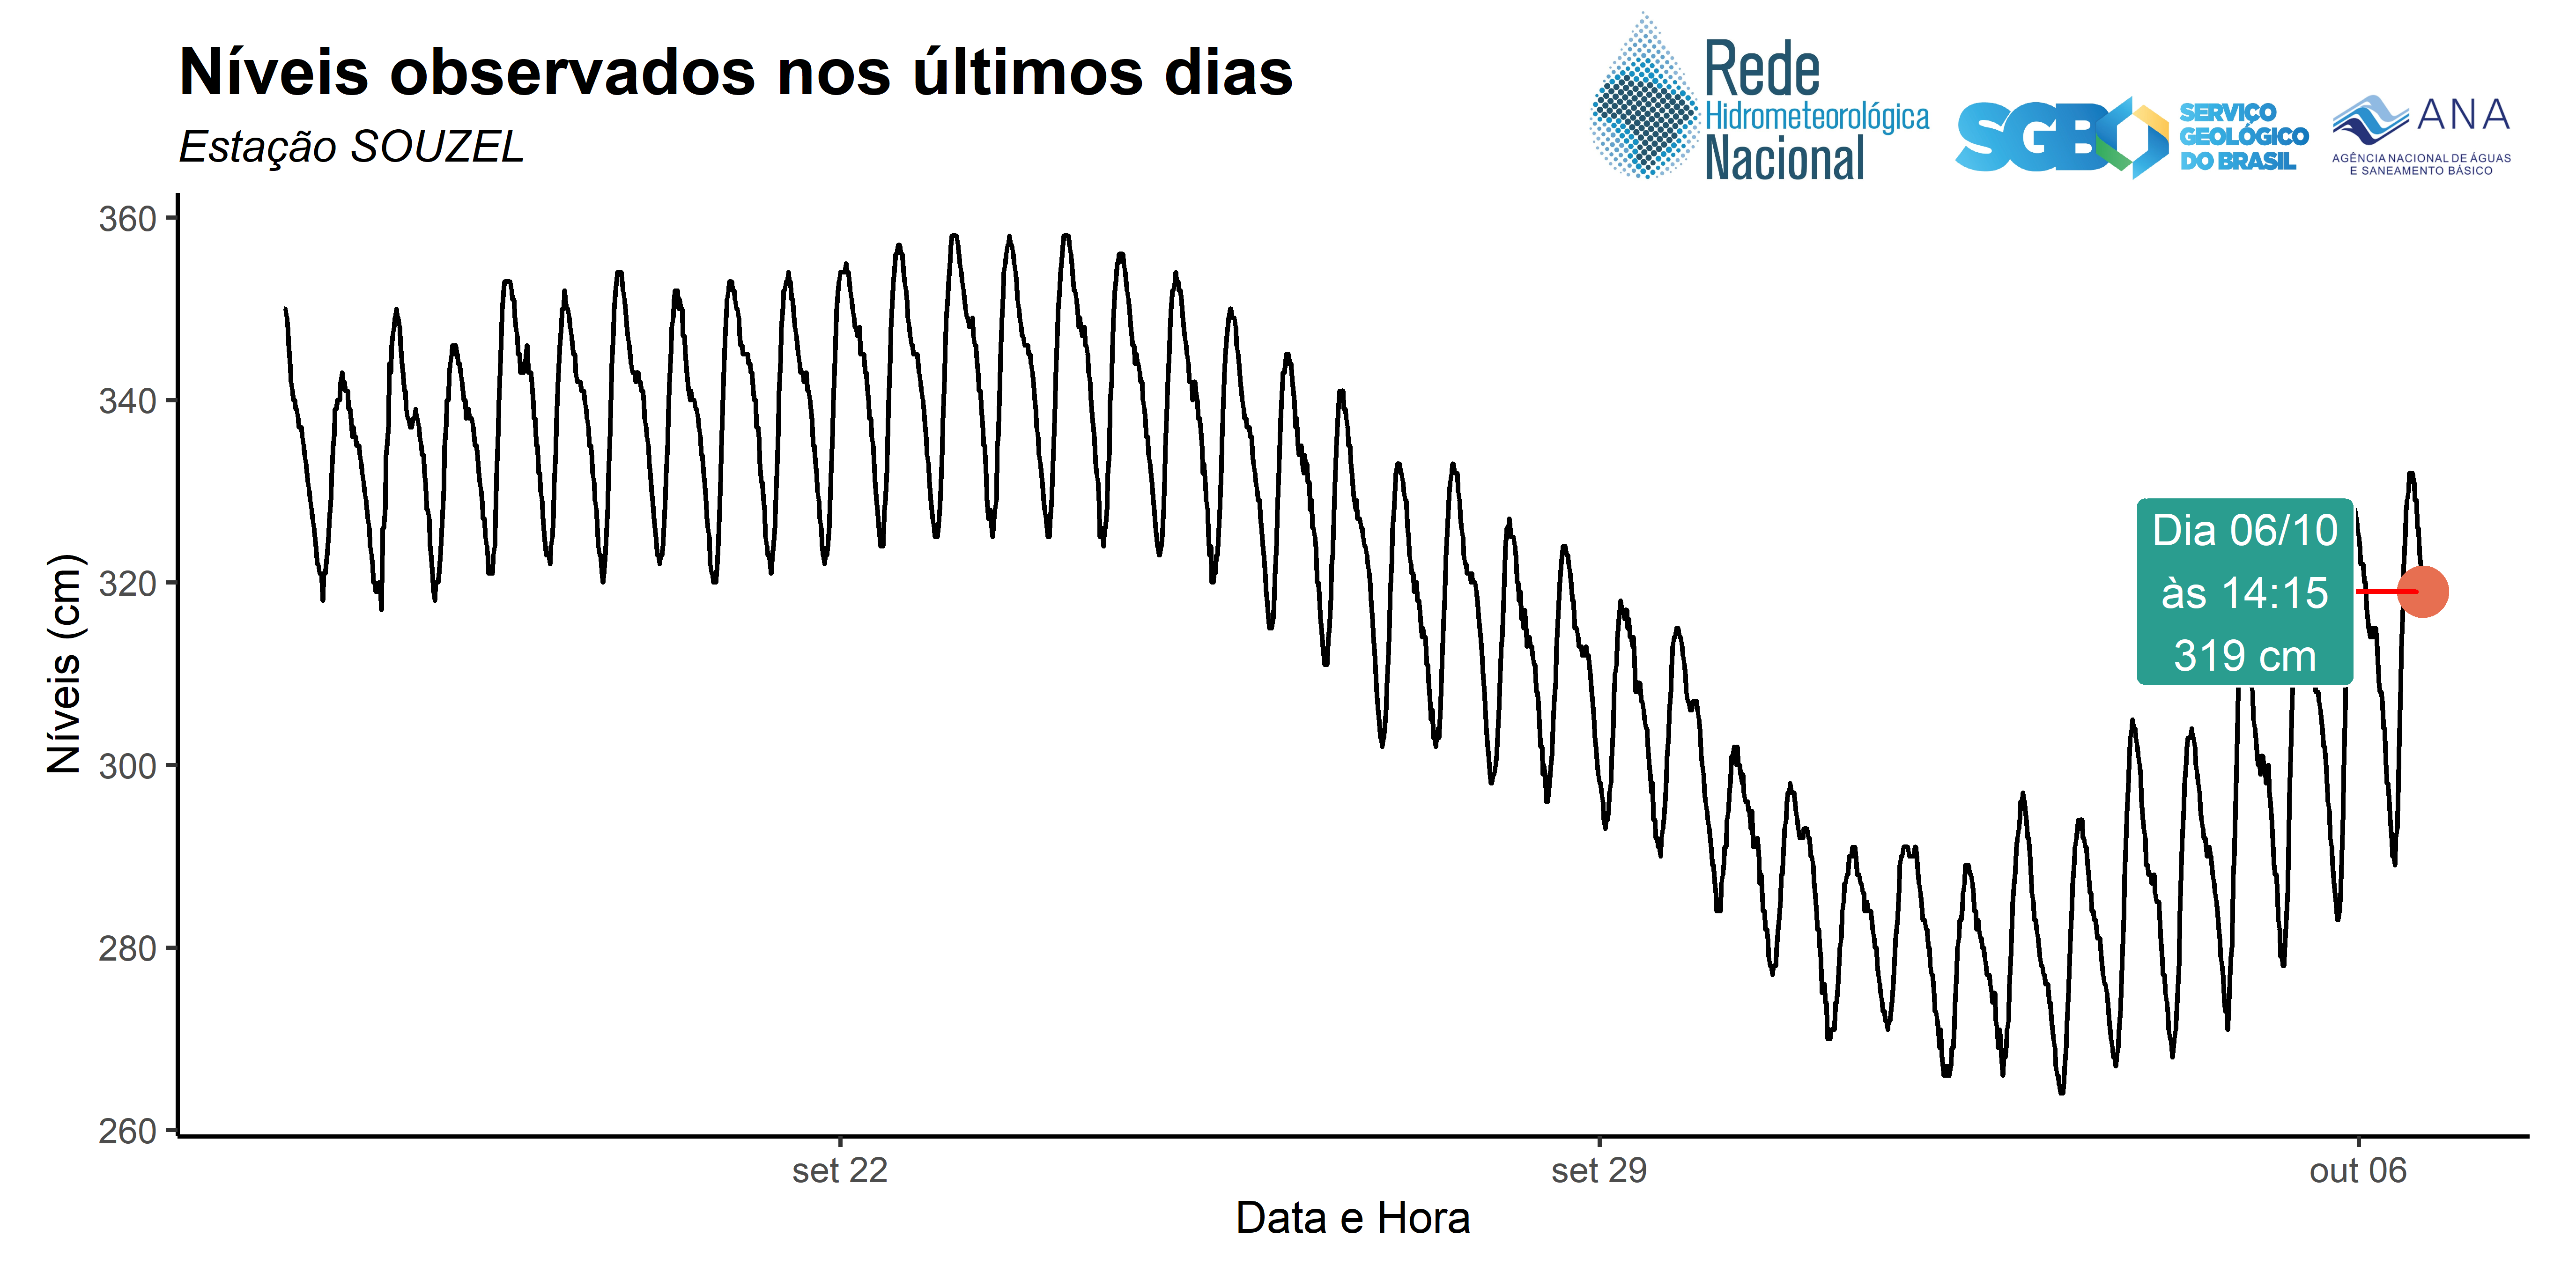 Níveis observados nos últimos dias
Estação SOUZEL
Rede
Hidrometeorológica
Nacional
SGB
SERVIÇO
GEOLÓGICO
DO BRASIL
ANA
AGÊNCIA NACIONAL DE ÁGUAS
E SANEAMENTO BÁSICO
Níveis (cm)
360
340
320
300
280
260
Dia 06/10
às 14:15
319 cm
set 22
set 29
out 06
Data e Hora